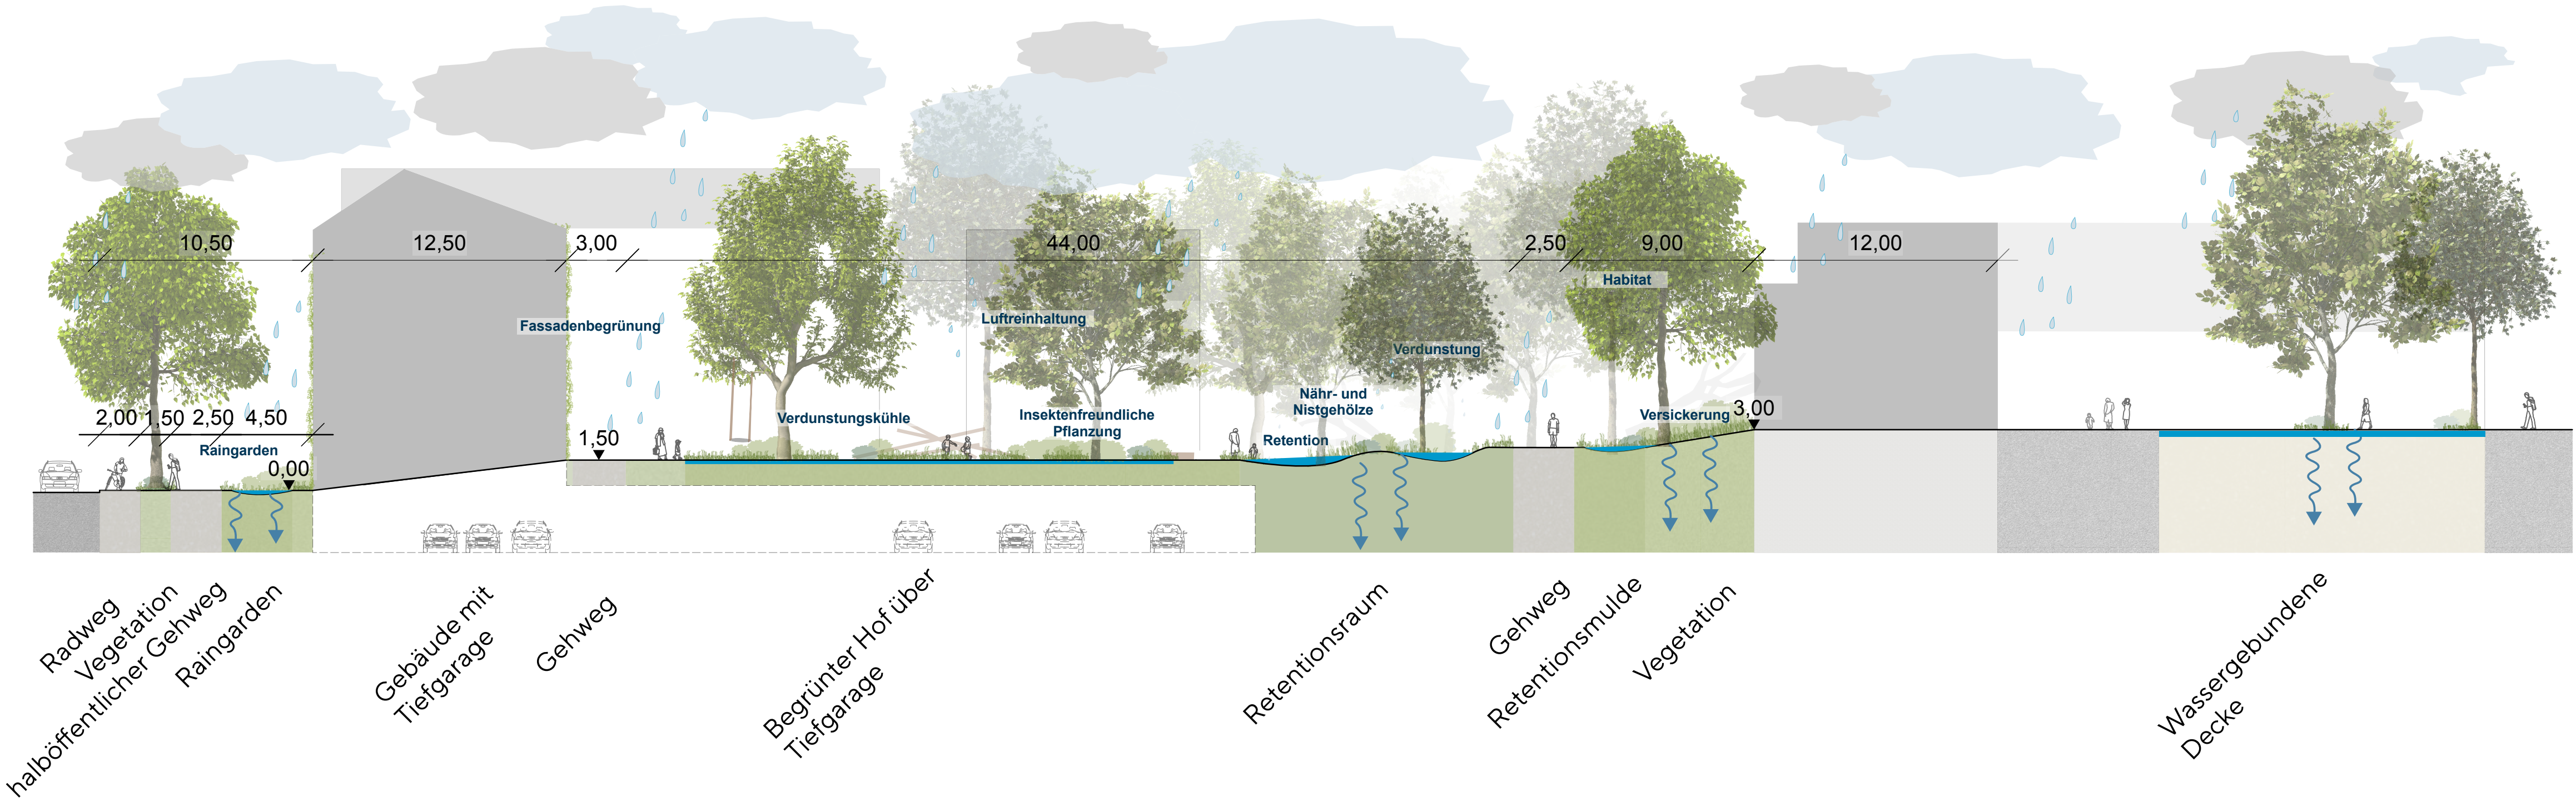 10,50
12,50
3,00
44,00
2,50
9,00
12,00
Habitat
Luftreinhaltung
Fassadenbegrünung
Verdunstung
Nähr- und
Nistgehölze
2,00
1,50
2,50
4,50
Verdunstungskühle
Insektenfreundliche
Pflanzung
Versickerung
3,00
Raingarden
1,50
Retention
0,00
Radweg
Vegetation
halböffentlicher Gehweg
Raingarden
Gebäude mit
Tiefgarage
Gehweg
Begrünter Hof über
Tiefgarage
Retentionsraum
Gehweg
Retentionsmulde
Vegetation
Wassergebundene
Decke